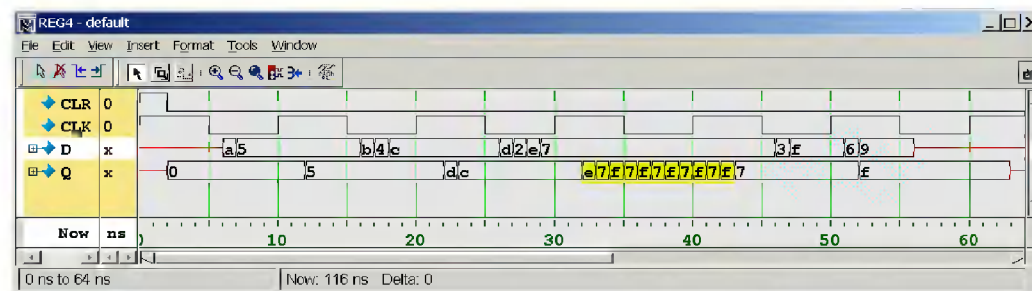 REG4 - default
File Edit View Insert Format Tools Window
CLR 0
CLK 0
D x a 5 b 4 c d 2 e 7 3 f 6 9
Q x 0 5 d c e 7 f 7 f 7 f 7 f 7 f 7 f
Now ns 10 20 30 40 50 60
0 ns to 64 ns Now: 116 ns Delta: 0